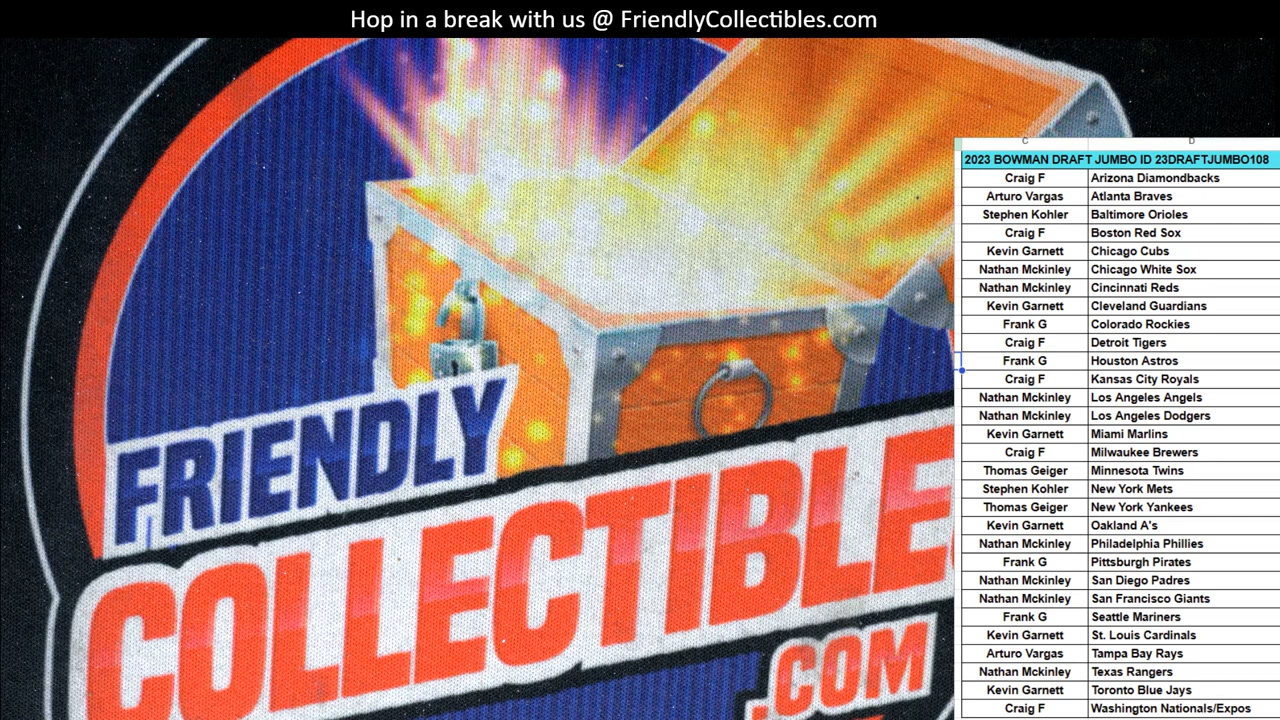 Hop in a break with us @ FriendlyCollectibles.com
FRIENDLY
COLLECTIBLE
.COM
C D
2023 BOWMAN DRAFT JUMBO ID 23DRAFTJUMBO108
Craig F Arizona Diamondbacks
Arturo Vargas Atlanta Braves
Stephen Kohler Baltimore Orioles
Craig F Boston Red Sox
Kevin Garnett Chicago Cubs
Nathan Mckinley Chicago White Sox
Nathan Mckinley Cincinnati Reds
Kevin Garnett Cleveland Guardians
Frank G Colorado Rockies
Craig F Detroit Tigers
Frank G Houston Astros
Craig F Kansas City Royals
Nathan Mckinley Los Angeles Angels
Nathan Mckinley Los Angeles Dodgers
Kevin Garnett Miami Marlins
Craig F Milwaukee Brewers
Thomas Geiger Minnesota Twins
Stephen Kohler New York Mets
Thomas Geiger New York Yankees
Kevin Garnett Oakland A's
Nathan Mckinley Philadelphia Phillies
Frank G Pittsburgh Pirates
Nathan Mckinley San Diego Padres
Nathan Mckinley San Francisco Giants
Frank G Seattle Mariners
Kevin Garnett St. Louis Cardinals
Arturo Vargas Tampa Bay Rays
Nathan Mckinley Texas Rangers
Kevin Garnett Toronto Blue Jays
Craig F Washington Nationals/Expos